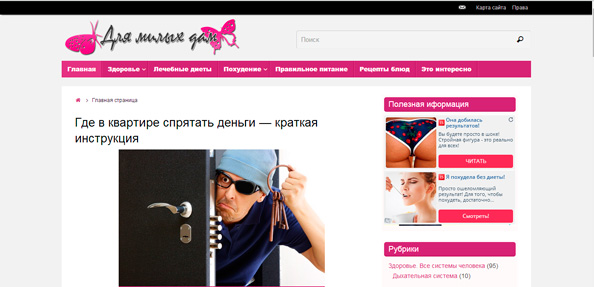 Карта сайта Права
Для милых дам
Поиск
Главная Здоровье Лечебные диеты Похудение Правильное питание Рецепты блюд Это интересно
Главная страница
Где в квартире спрятать деньги — краткая
инструкция
Полезная иформация
Она добилась
результатов!
Вы будете просто в шоке!
Стройная фигура - это реально
для всех!
ЧИТАТЬ
Я похудела без диеты!
Просто ошеломляющий
результат! Для того, чтобы
похудеть, достаточно...
Смотреть!
Рубрики
Здоровье. Все системы человека (95)
Дыхательная система (10)